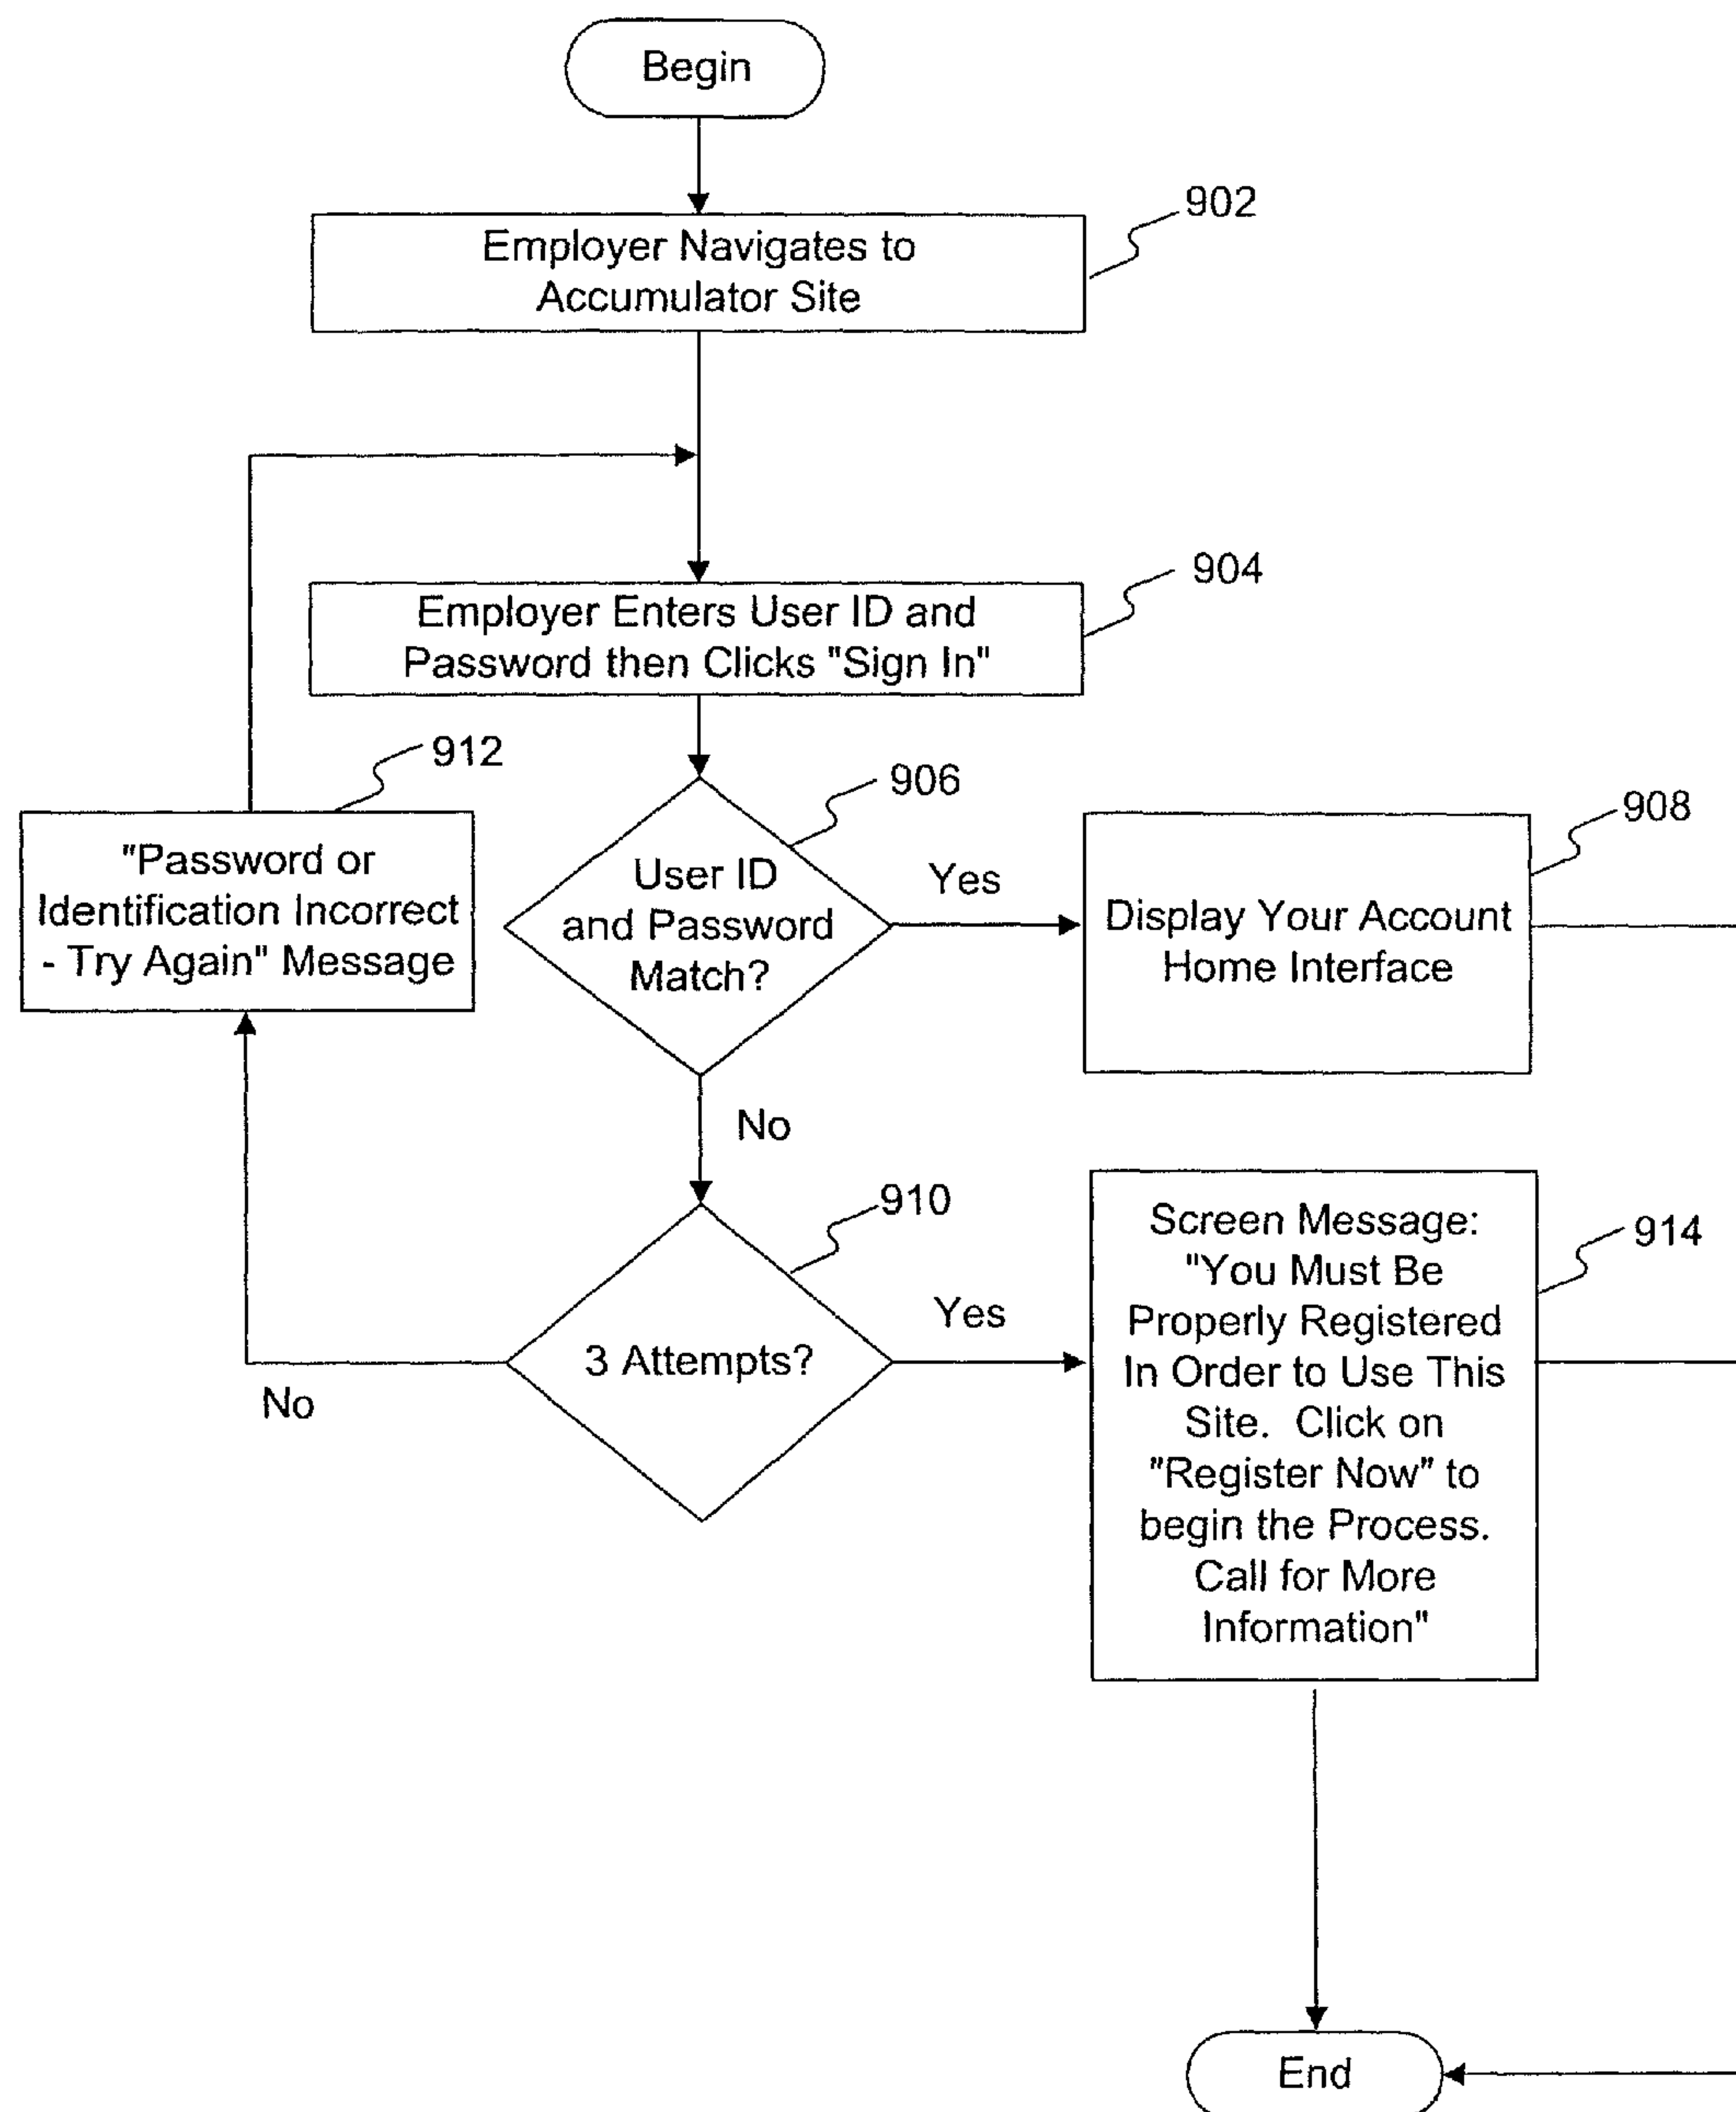 Begin
902
Employer Navigates to
Accumulator Site
904
Employer Enters User ID and
Password then Clicks "Sign In"
912
"Password or
Identification Incorrect
- Try Again" Message
906
User ID
and Password
Match?
Yes
908
Display Your Account
Home Interface
No
910
3 Attempts?
No
Yes
914
Screen Message:
"You Must Be
Properly Registered
In Order to Use This
Site. Click on
"Register Now" to
begin the Process.
Call for More
Information"
End